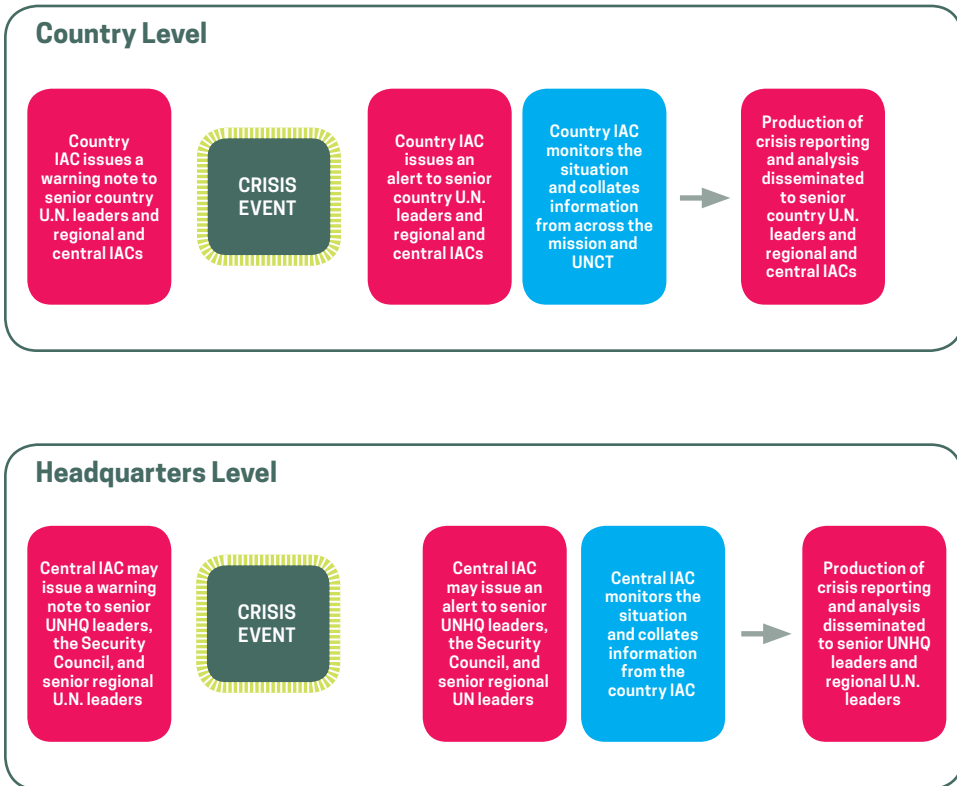 Country Level
Country
IAC issues a
warning note to
senior country
U.N. leaders and
regional and
central IACs
CRISIS
EVENT
Country IAC
issues an
alert to senior
country U.N.
leaders and
regional and
central IACs
Country IAC
monitors the
situation
and collates
information
from across the
mission and
UNCT
Production of
crisis reporting
and analysis
disseminated
to senior
country U.N.
leaders and
regional and
central IACs
Headquarters Level
Central IAC may
issue a warning
note to senior
UNHQ leaders,
the Security
Council, and
senior regional
U.N. leaders
CRISIS
EVENT
Central IAC
may issue an
alert to senior
UNHQ leaders,
the Security
Council, and
senior regional
UN leaders
Central IAC
monitors the
situation
and collates
information
from the
country IAC
Production of
crisis reporting
and analysis
disseminated
to senior UNHQ
leaders and
regional U.N.
leaders